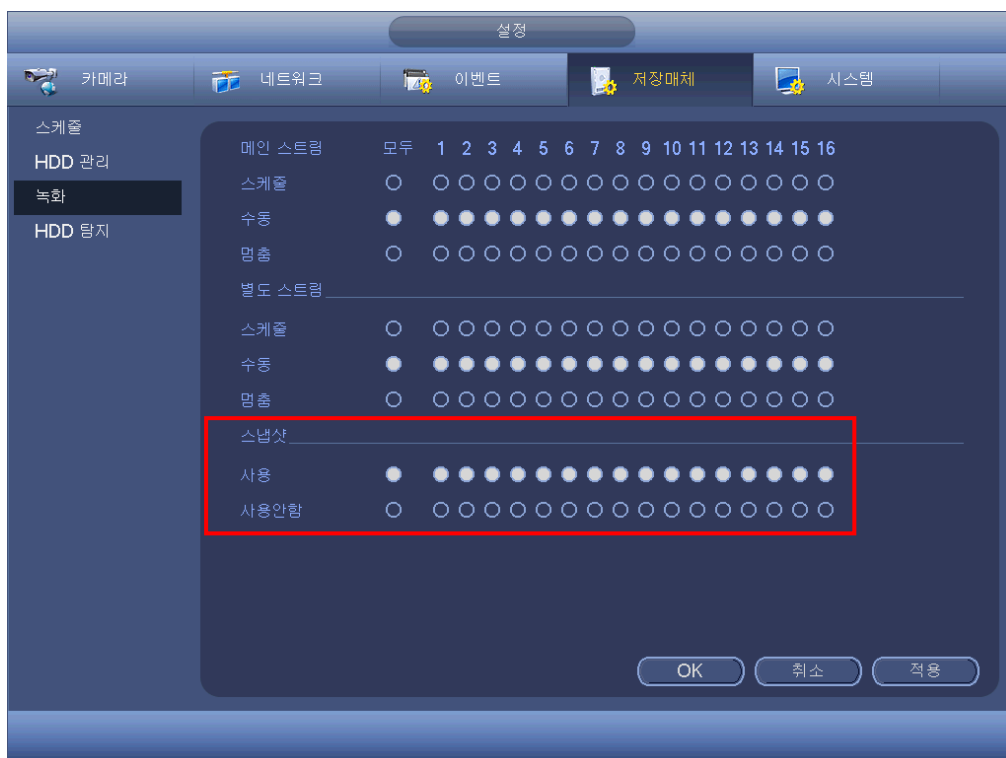 설정
카메라 네트워크 이벤트 저장매체 시스템
스케줄
HDD 관리
녹화
HDD 탐지
메인 스트림 모두 1 2 3 4 5 6 7 8 9 10 11 12 13 14 15 16
스케줄
수동
멈춤
별도 스트림
스케줄
수동
멈춤
스냅샷
사용
사용안함
OK 취소 적용